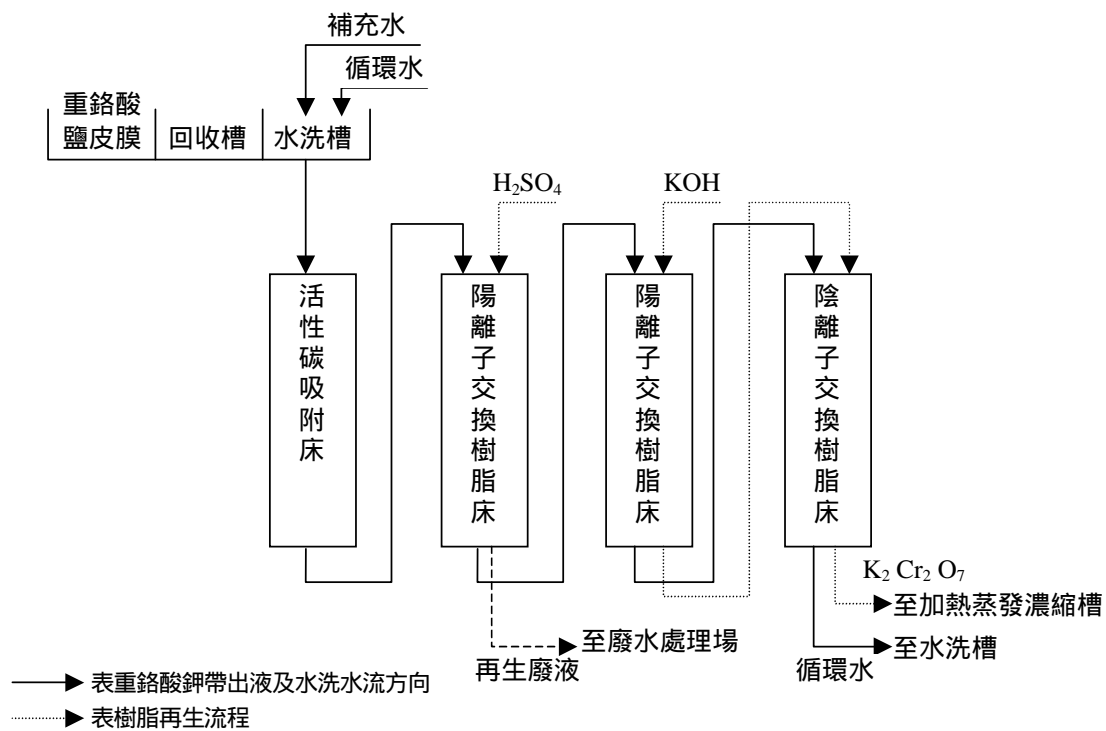 補充水
循環水
重鉻酸
鹽皮膜
回收槽
水洗槽
H₂SO₄
KOH
活性碳吸附床
陽離子交換樹脂床
陽離子交換樹脂床
陰離子交換樹脂床
K₂ Cr₂ O₇
至加熱蒸發濃縮槽
至廢水處理場
再生廢液
至水洗槽
循環水
表重鉻酸鉀帶出液及水洗水流方向
表樹脂再生流程